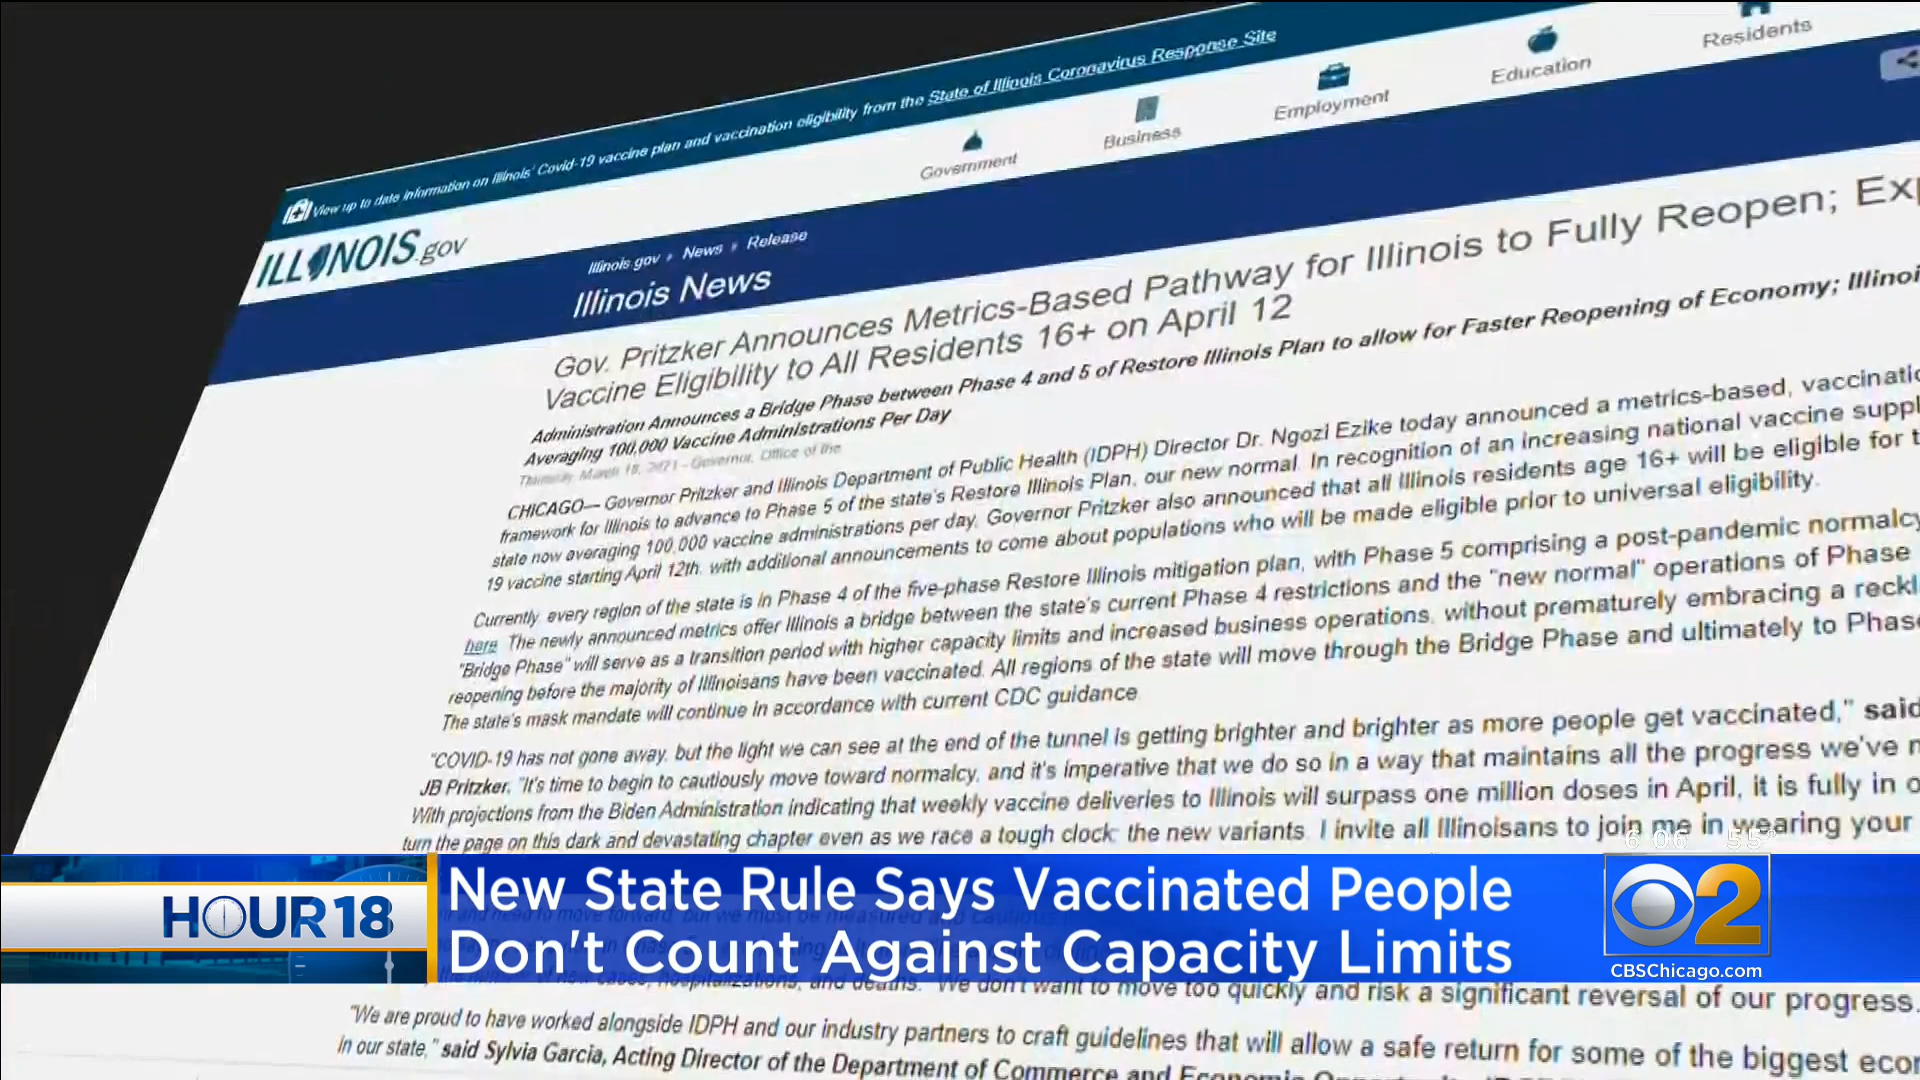 View up to date information on Illinois' Covid-19 vaccine plan and vaccination eligibility from the State of Illinois Coronavirus Response Site
ILLINOIS.gov
Government
Business
Employment
Education
Residents
Illinois.gov » News » Release
Illinois News
Gov. Pritzker Announces Metrics-Based Pathway for Illinois to Fully Reopen;
Vaccine Eligibility to All Residents 16+ on April 12
Administration Announces a Bridge Phase between Phase 4 and 5 of Restore Illinois Plan to allow for Faster Reopening of Economy;
Averaging 100,000 Vaccine Administrations Per Day
Thursday, March 18, 2021 - Governor, Office of the
CHICAGO— Governor Pritzker and Illinois Department of Public Health (IDPH) Director Dr. Ngozi Ezike today announced a metrics-based,
framework for Illinois to advance to Phase 5 of the state's Restore Illinois Plan, our new normal. In recognition of an increasing national vaccine
state now averaging 100,000 vaccine administrations per day, Governor Pritzker also announced that all Illinois residents age 16+ will be eligible for
19 vaccine starting April 12th, with additional announcements to come about populations who will be made eligible prior to universal eligibility.
Currently, every region of the state is in Phase 4 of the five-phase Restore Illinois mitigation plan, with Phase 5 comprising a post-pandemic normalcy
here. The newly announced metrics offer Illinois a bridge between the state's current Phase 4 restrictions and the "new normal" operations of Phase
"Bridge Phase" will serve as a transition period with higher capacity limits and increased business operations, without prematurely embracing a
reopening before the majority of Illinoisans have been vaccinated. All regions of the state will move through the Bridge Phase and ultimately to
The state's mask mandate will continue in accordance with current CDC guidance.
"COVID-19 has not gone away, but the light we can see at the end of the tunnel is getting brighter and brighter as more people get vaccinated," said
JB Pritzker. "It's time to begin to cautiously move toward normalcy, and it's imperative that we do so in a way that maintains all the progress we've
With projections from the Biden Administration indicating that weekly vaccine deliveries to Illinois will surpass one million doses in April, it is fully in
turn the page on this dark and devastating chapter even as we race a tough clock: the new variants. I invite all Illinoisans to join me in wearing your
6:06 55°
HOUR 18
New State Rule Says Vaccinated People
Don't Count Against Capacity Limits
2
CBSChicago.com
hospitalizations, and deaths. We don't want to move too quickly and risk a significant reversal of our progress.
"We are proud to have worked alongside IDPH and our industry partners to craft guidelines that will allow a safe return for some of the biggest
in our state," said Sylvia Garcia, Acting Director of the Department of Commerce and Economic